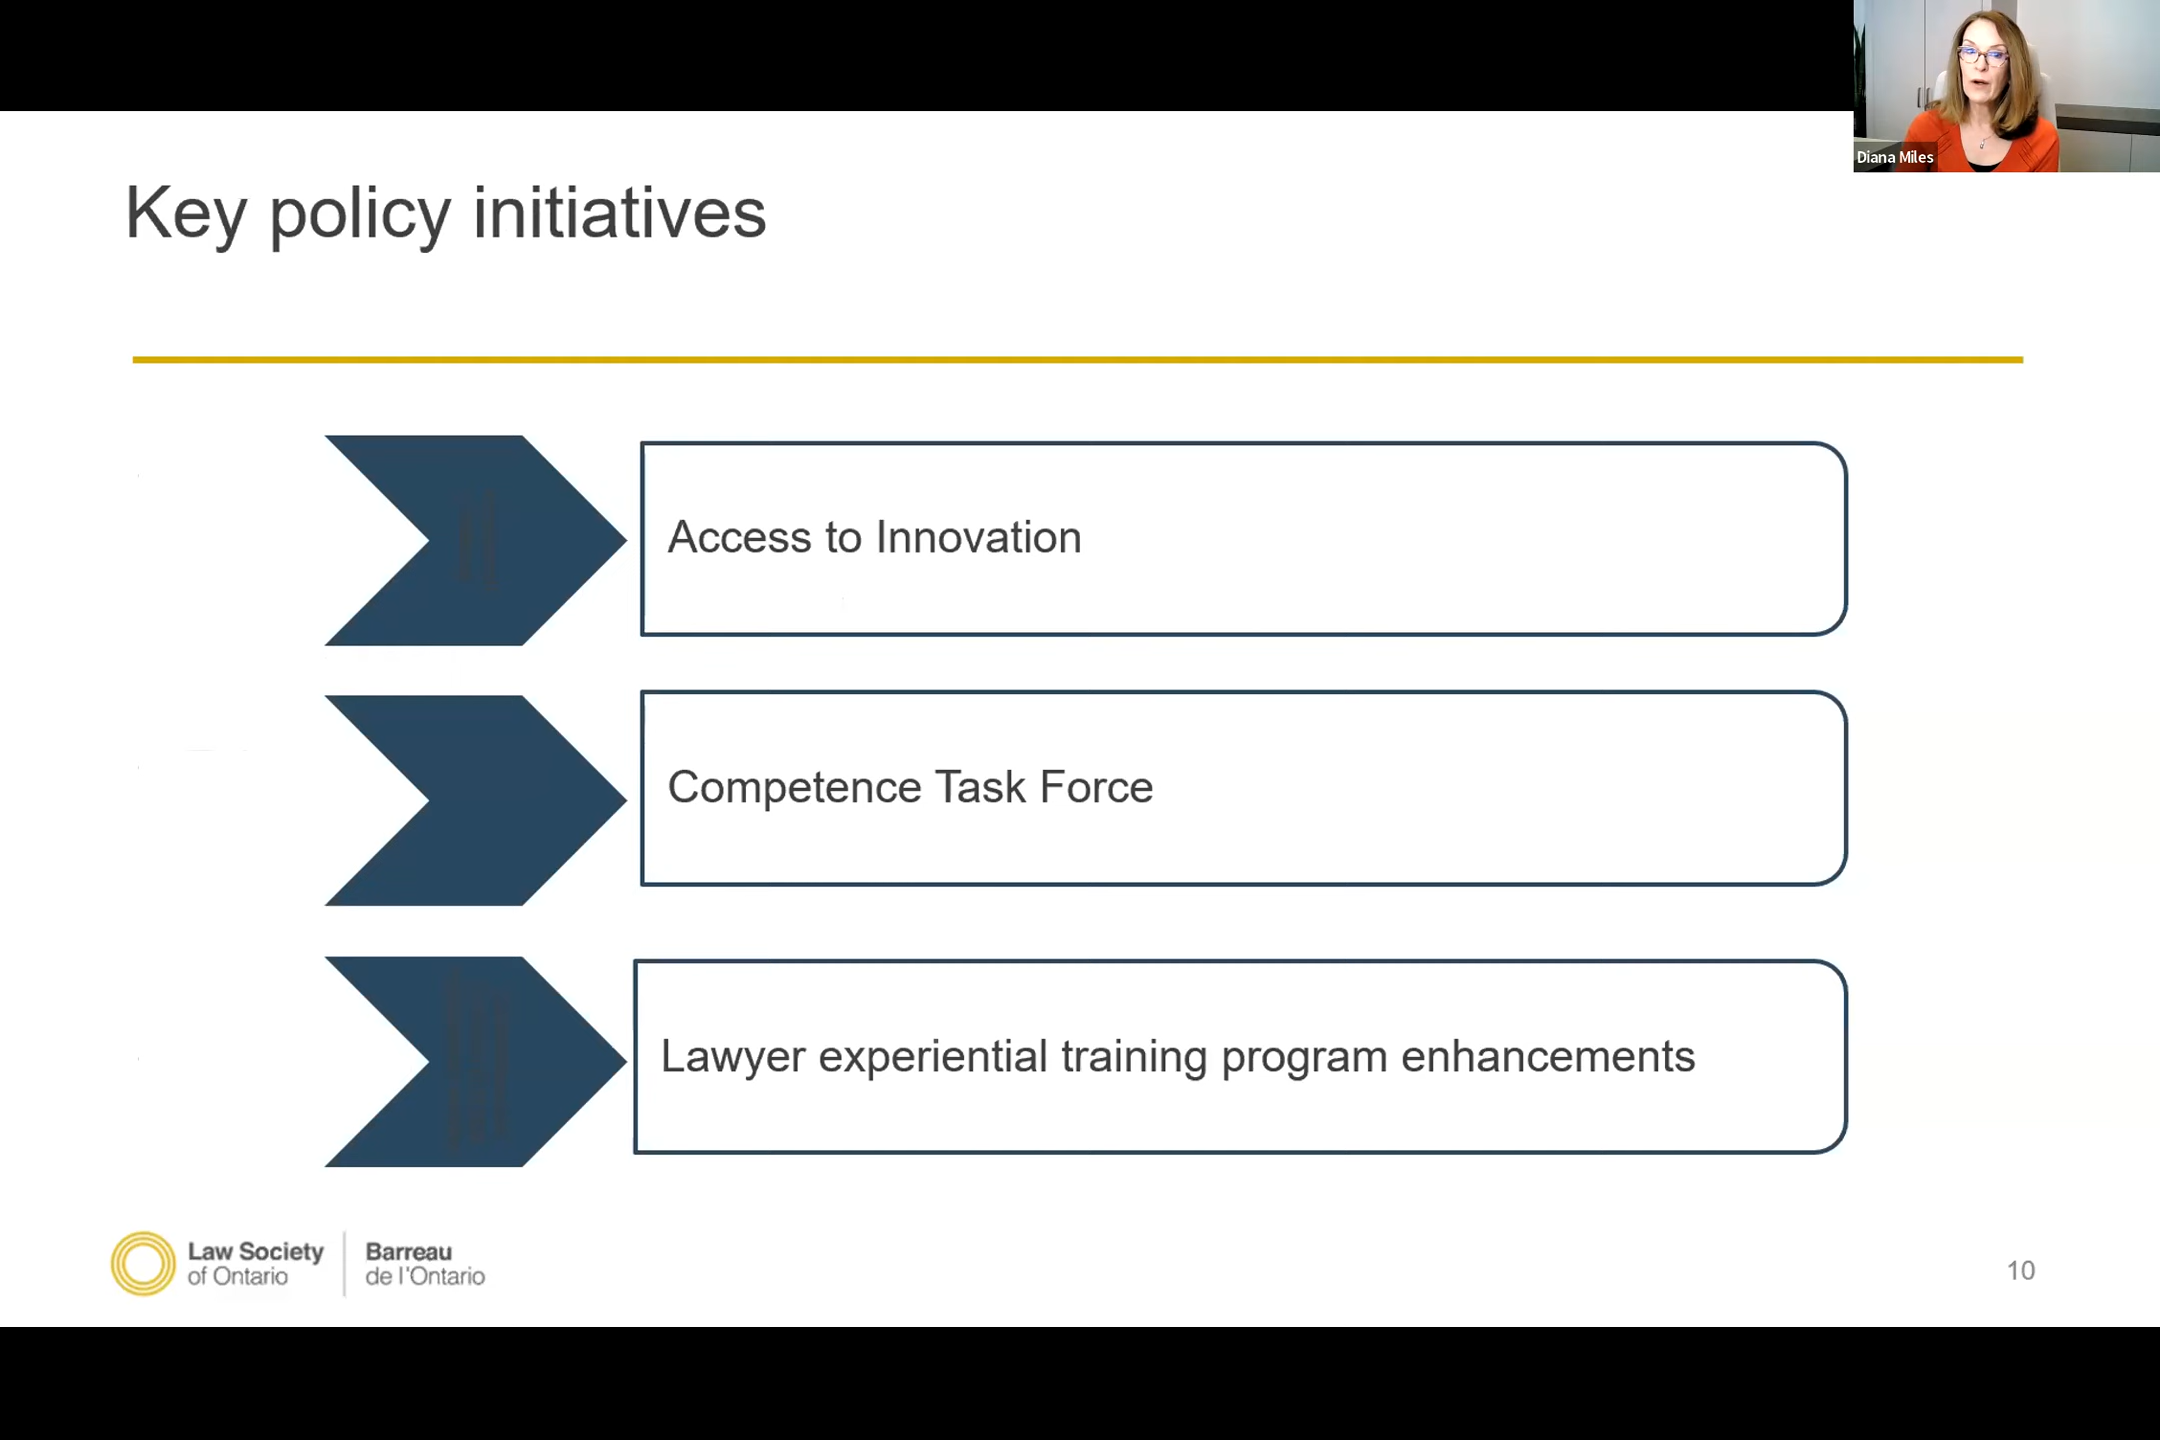 Diana Miles
Key policy initiatives
Access to Innovation
Competence Task Force
Lawyer experiential training program enhancements
Law Society
of Ontario
Barreau
de l'Ontario
10